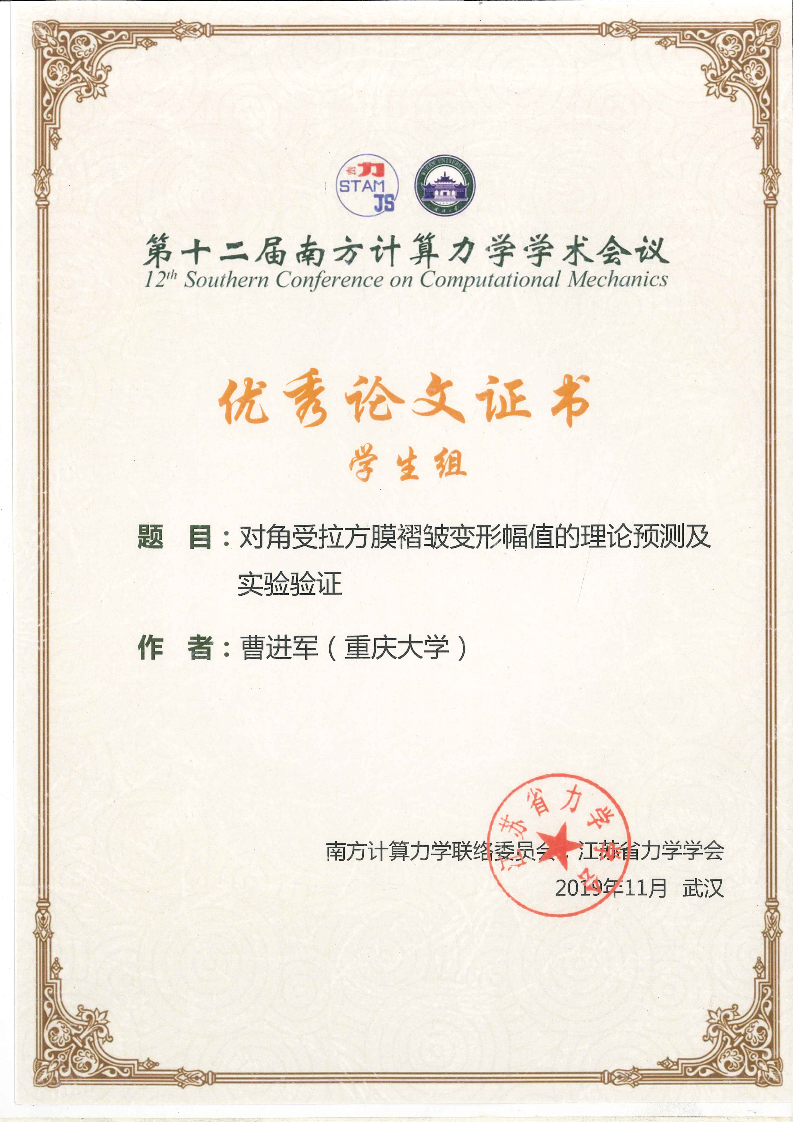 力
STAM
JS
第十二届南方计算力学学术会议
12th Southern Conference on Computational Mechanics
优秀论文证书
学生组
题 目：对角受拉方膜褶皱变形幅值的理论预测及
实验验证
作 者：曹进军（重庆大学）
南方计算力学联络委员会，江苏省力学学会
2019年11月 武汉
江苏省力学学会